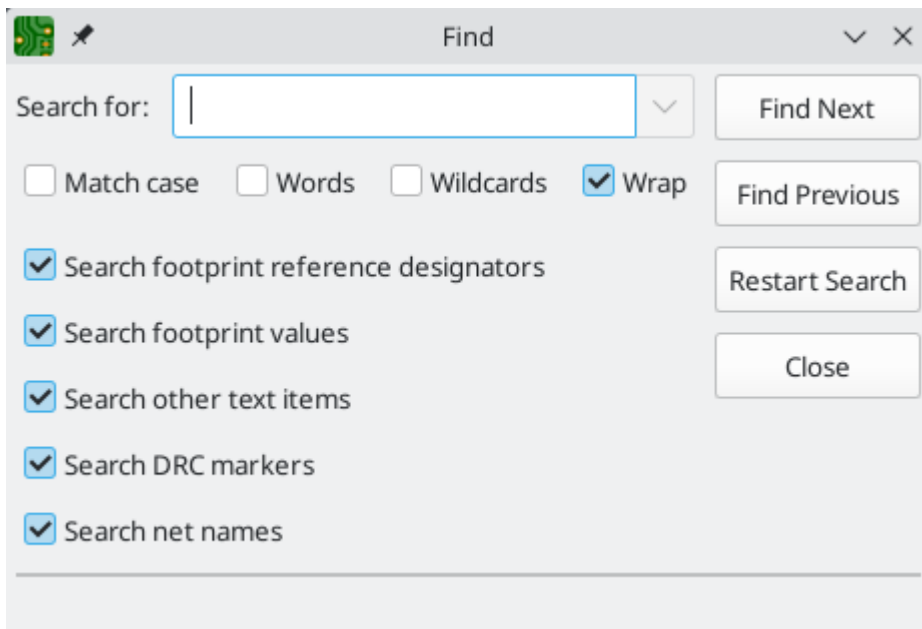 Find
Search for:
Find Next
Match case Words Wildcards Wrap
Find Previous
Search footprint reference designators
Restart Search
Search footprint values
Close
Search other text items
Search DRC markers
Search net names